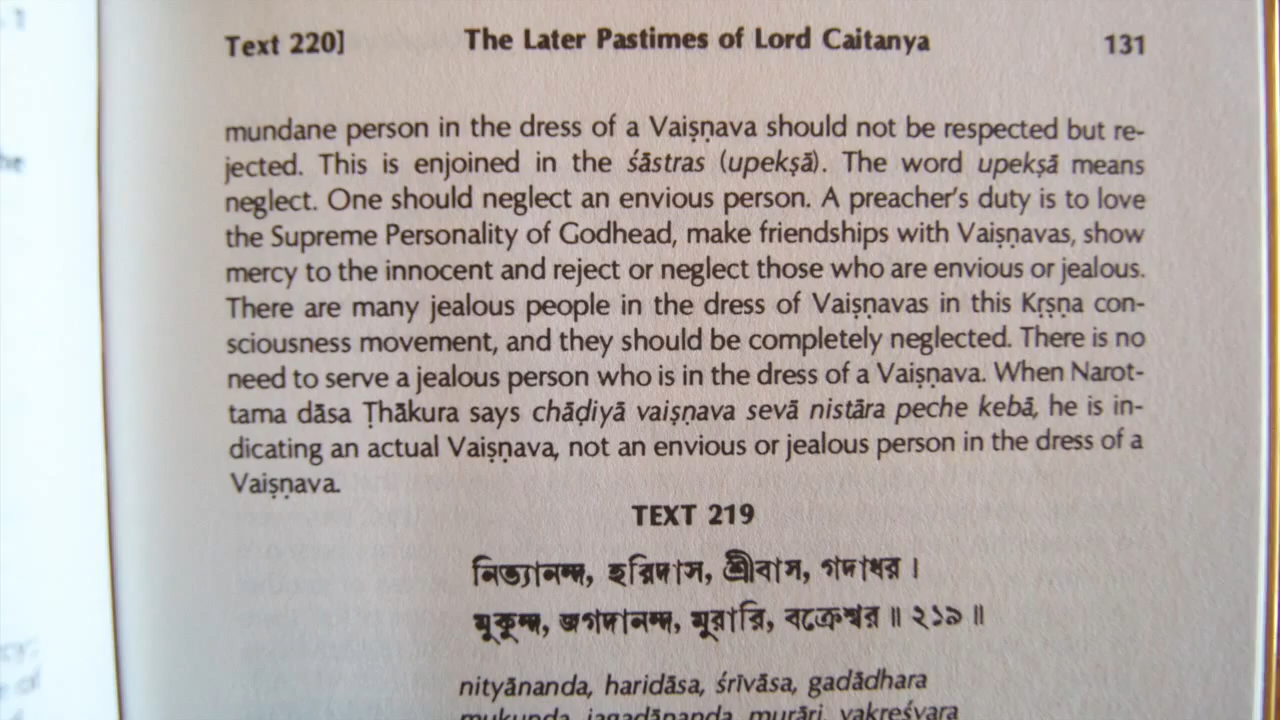 Text 220]
The Later Pastimes of Lord Caitanya
131
mundane person in the dress of a Vaiṣṇava should not be respected but re-
jected. This is enjoined in the śāstras (upekṣā). The word upekṣā means
neglect. One should neglect an envious person. A preacher's duty is to love
the Supreme Personality of Godhead, make friendships with Vaiṣṇavas, show
mercy to the innocent and reject or neglect those who are envious or jealous.
There are many jealous people in the dress of Vaiṣṇavas in this Kṛṣṇa con-
sciousness movement, and they should be completely neglected. There is no
need to serve a jealous person who is in the dress of a Vaiṣṇava. When Narot-
tama dāsa Ṭhākura says chāḍiyā vaiṣṇava sevā nistāra peche kebā, he is in-
dicating an actual Vaiṣṇava, not an envious or jealous person in the dress of a
Vaiṣṇava.
TEXT 219
নিত্যানন্দ, হরিদাস, শ্রীবাস, গদাধর ।
মুকুন্দ, জগদানন্দ, মুরারি, বক্রেশ্বর ॥ ২১৯ ॥
nityānanda, haridāsa, śrīvāsa, gadādhara
mukunda, jagadānanda, murāri, vakreśvara